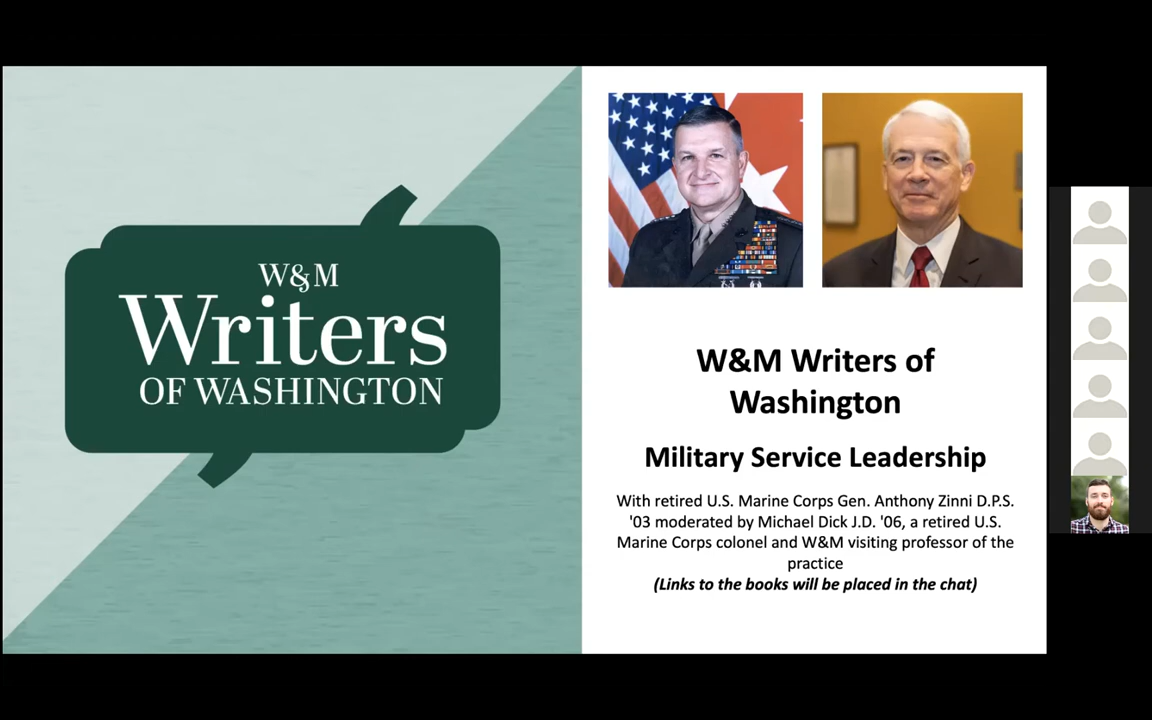 W&M
Writers
OF WASHINGTON
W&M Writers of
Washington
Military Service Leadership
With retired U.S. Marine Corps Gen. Anthony Zinni D.P.S.
'03 moderated by Michael Dick J.D. '06, a retired U.S.
Marine Corps colonel and W&M visiting professor of the
practice
(Links to the books will be placed in the chat)